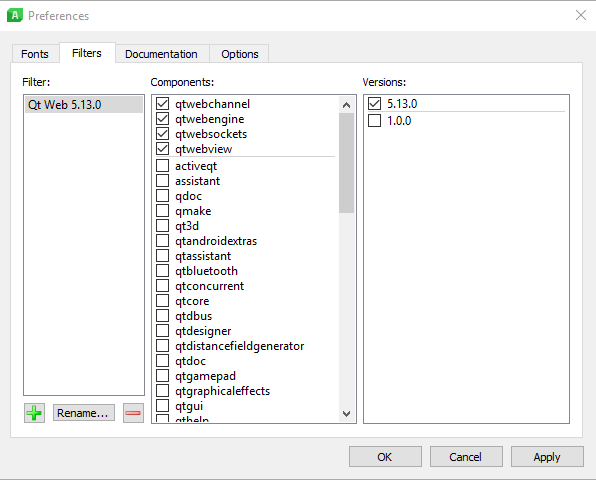 Preferences
Fonts
Filters
Documentation
Options
Filter:
Qt Web 5.13.0
Rename...
Components:
qtwebchannel
qtwebengine
qtwebsockets
qtwebview
activeqt
assistant
qdoc
qmake
qt3d
qtandroidextras
qtassistant
qtbluetooth
qtconcurrent
qtcore
qtdbus
qtdesigner
qtdistancefieldgenerator
qtdoc
qtgamepad
qtgraphicaleffects
qtgui
qthelp
Versions:
5.13.0
1.0.0
OK
Cancel
Apply